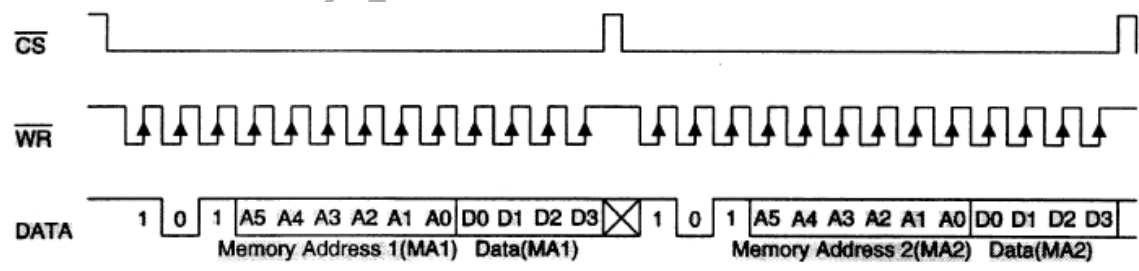 CS
WR
DATA 1 0 1 A5 A4 A3 A2 A1 A0 D0 D1 D2 D3 1 0 1 A5 A4 A3 A2 A1 A0 D0 D1 D2 D3
Memory Address 1(MA1) Data(MA1) Memory Address 2(MA2) Data(MA2)